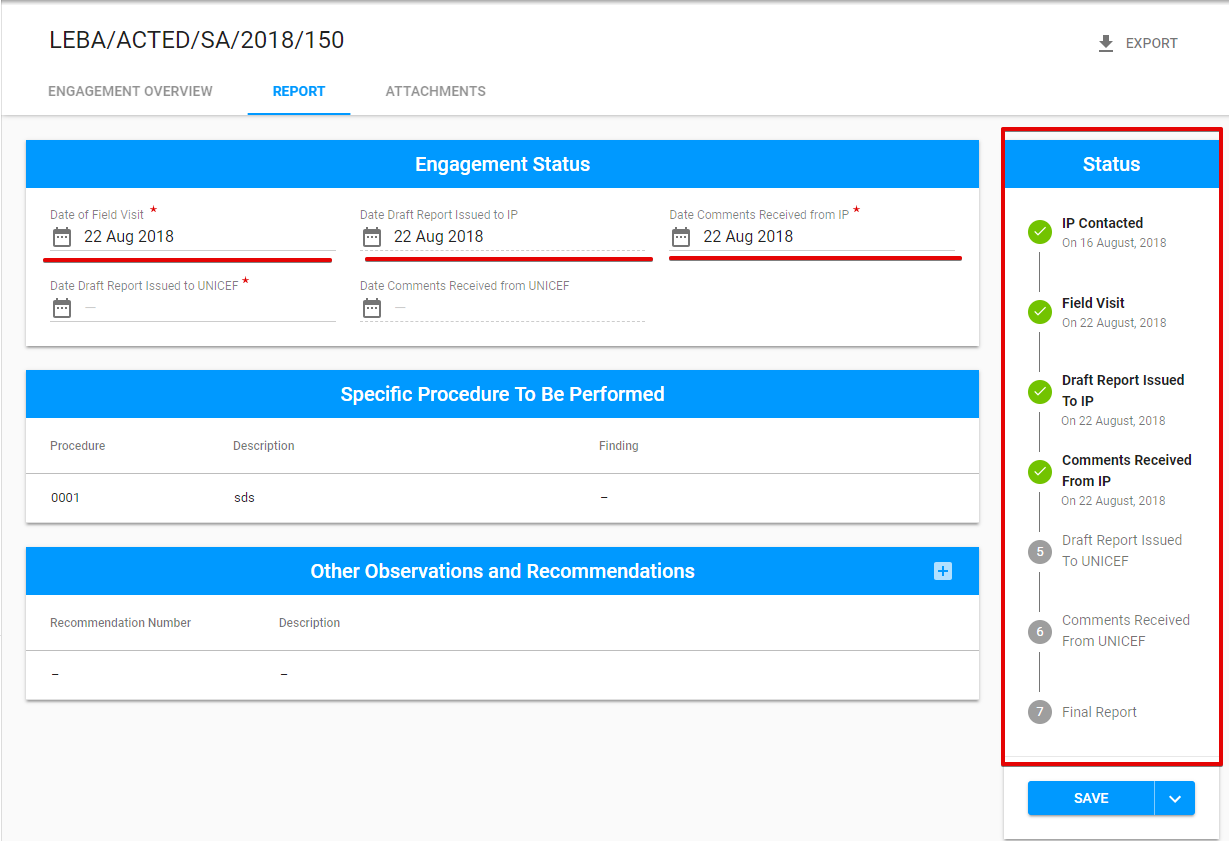 LEBA/ACTED/SA/2018/150
EXPORT
ENGAGEMENT OVERVIEW
REPORT
ATTACHMENTS
Engagement Status
Date of Field Visit *
22 Aug 2018
Date Draft Report Issued to IP
22 Aug 2018
Date Comments Received from IP *
22 Aug 2018
Date Draft Report Issued to UNICEF *
—
Date Comments Received from UNICEF
—
Specific Procedure To Be Performed
Procedure Description Finding
0001 sds –
Other Observations and Recommendations
Recommendation Number Description
– –
Status
IP Contacted
On 16 August, 2018
Field Visit
On 22 August, 2018
Draft Report Issued
To IP
On 22 August, 2018
Comments Received
From IP
On 22 August, 2018
5 Draft Report Issued
To UNICEF
6 Comments Received
From UNICEF
7 Final Report
SAVE